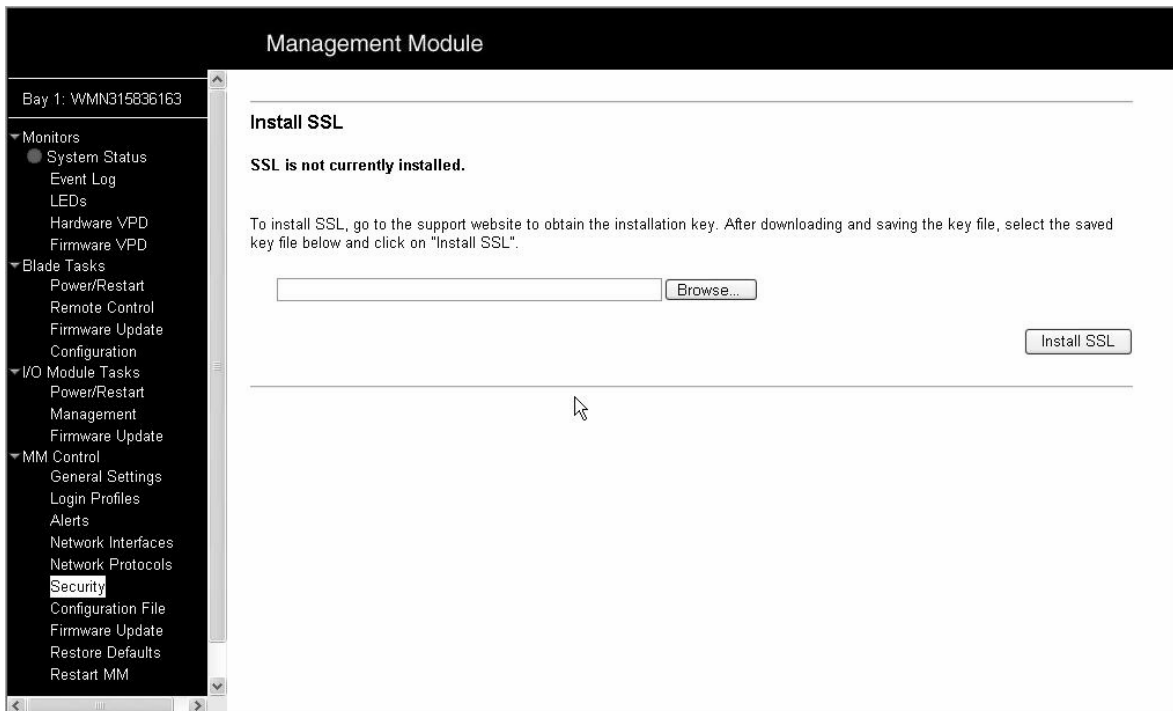 Management Module
Bay 1: WMN315836163
Monitors
System Status
Event Log
LEDs
Hardware VPD
Firmware VPD
Blade Tasks
Power/Restart
Remote Control
Firmware Update
Configuration
I/O Module Tasks
Power/Restart
Management
Firmware Update
MM Control
General Settings
Login Profiles
Alerts
Network Interfaces
Network Protocols
Security
Configuration File
Firmware Update
Restore Defaults
Restart MM
Install SSL
SSL is not currently installed.
To install SSL, go to the support website to obtain the installation key. After downloading and saving the key file, select the saved
key file below and click on "Install SSL".
Browse...
Install SSL